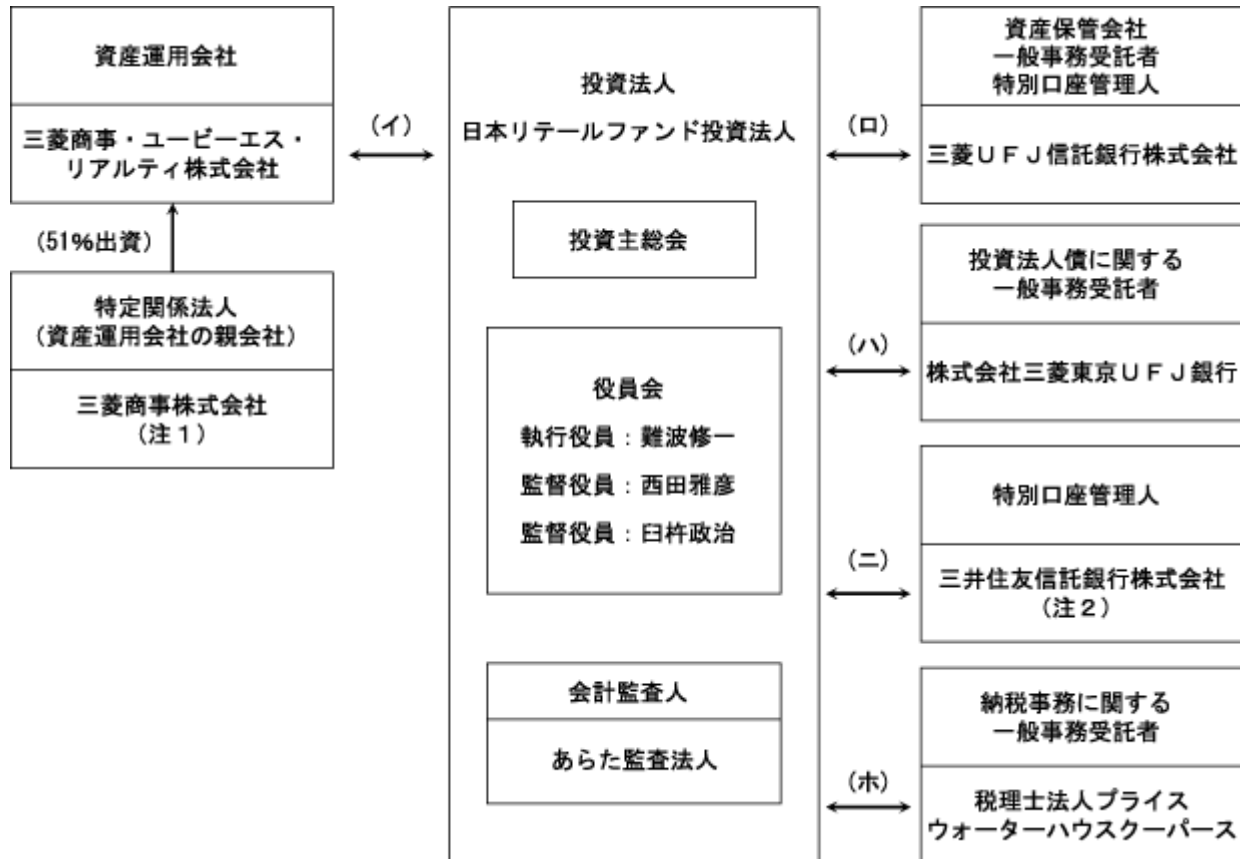 資産運用会社
三菱商事・ユービーエス・
リアルティ株式会社
(51%出資)
特定関係法人
(資産運用会社の親会社)
三菱商事株式会社
(注１)
(イ)
投資法人
日本リテールファンド投資法人
投資主総会
役員会
執行役員：難波修一
監督役員：西田雅彦
監督役員：臼杵政治
会計監査人
あらた監査法人
(ロ)
資産保管会社
一般事務受託者
特別口座管理人
三菱ＵＦＪ信託銀行株式会社
(ハ)
投資法人債に関する
一般事務受託者
株式会社三菱東京ＵＦＪ銀行
(ニ)
特別口座管理人
三井住友信託銀行株式会社
(注２)
(ホ)
納税事務に関する
一般事務受託者
税理士法人プライス
ウォーターハウスクーパース